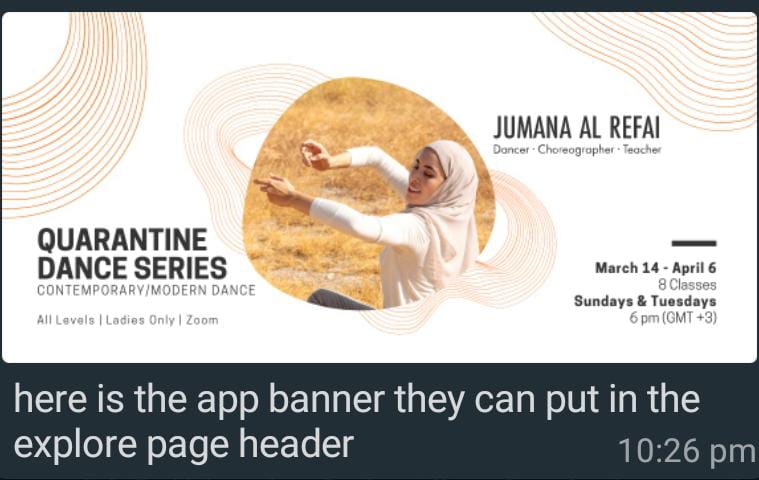 JUMANA AL REFAI
Dancer · Choreographer · Teacher
QUARANTINE
DANCE SERIES
CONTEMPORARY/MODERN DANCE
All Levels | Ladies Only | Zoom
March 14 - April 6
8 Classes
Sundays & Tuesdays
6 pm (GMT +3)
here is the app banner they can put in the
explore page header
10:26 pm